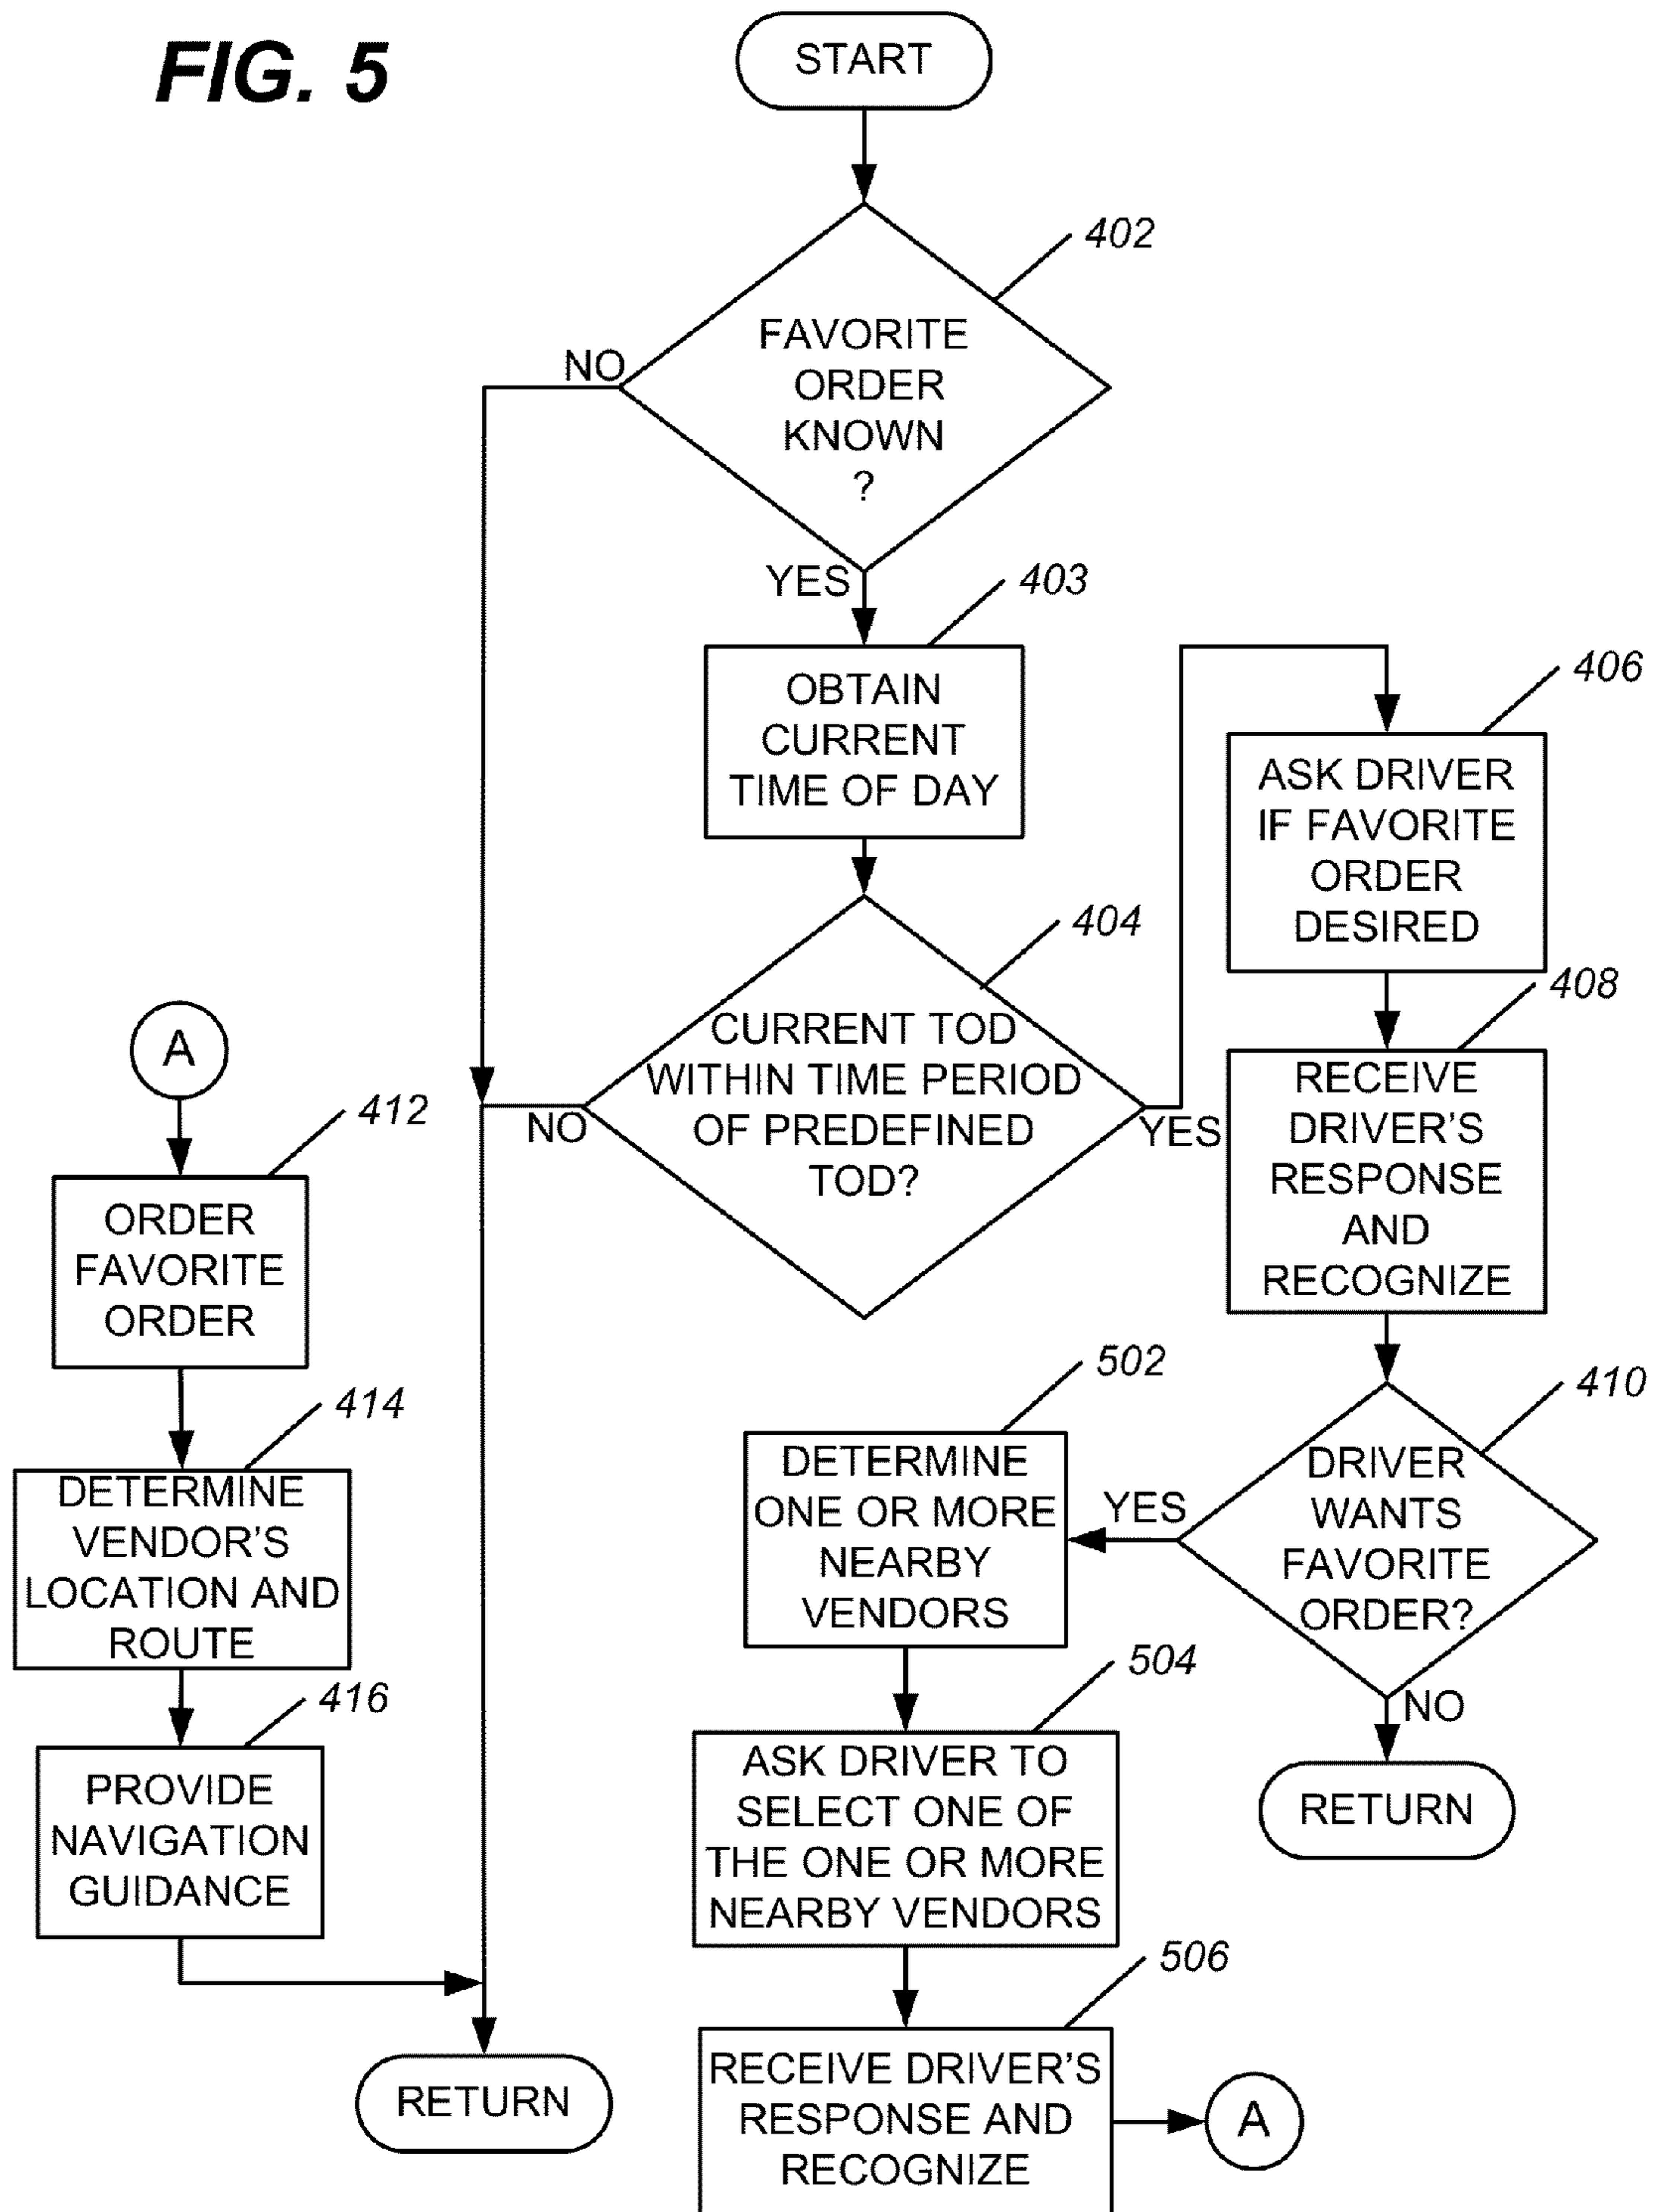 FIG. 5
START
402
FAVORITE
ORDER
KNOWN
?
NO
YES
403
OBTAIN
CURRENT
TIME OF DAY
404
CURRENT TOD
WITHIN TIME PERIOD
OF PREDEFINED
TOD?
NO
YES
406
ASK DRIVER
IF FAVORITE
ORDER
DESIRED
408
RECEIVE
DRIVER'S
RESPONSE
AND
RECOGNIZE
410
DRIVER
WANTS
FAVORITE
ORDER?
YES
NO
RETURN
502
DETERMINE
ONE OR MORE
NEARBY
VENDORS
504
ASK DRIVER TO
SELECT ONE OF
THE ONE OR MORE
NEARBY VENDORS
506
RECEIVE DRIVER'S
RESPONSE AND
RECOGNIZE
A
A
412
ORDER
FAVORITE
ORDER
414
DETERMINE
VENDOR'S
LOCATION AND
ROUTE
416
PROVIDE
NAVIGATION
GUIDANCE
RETURN